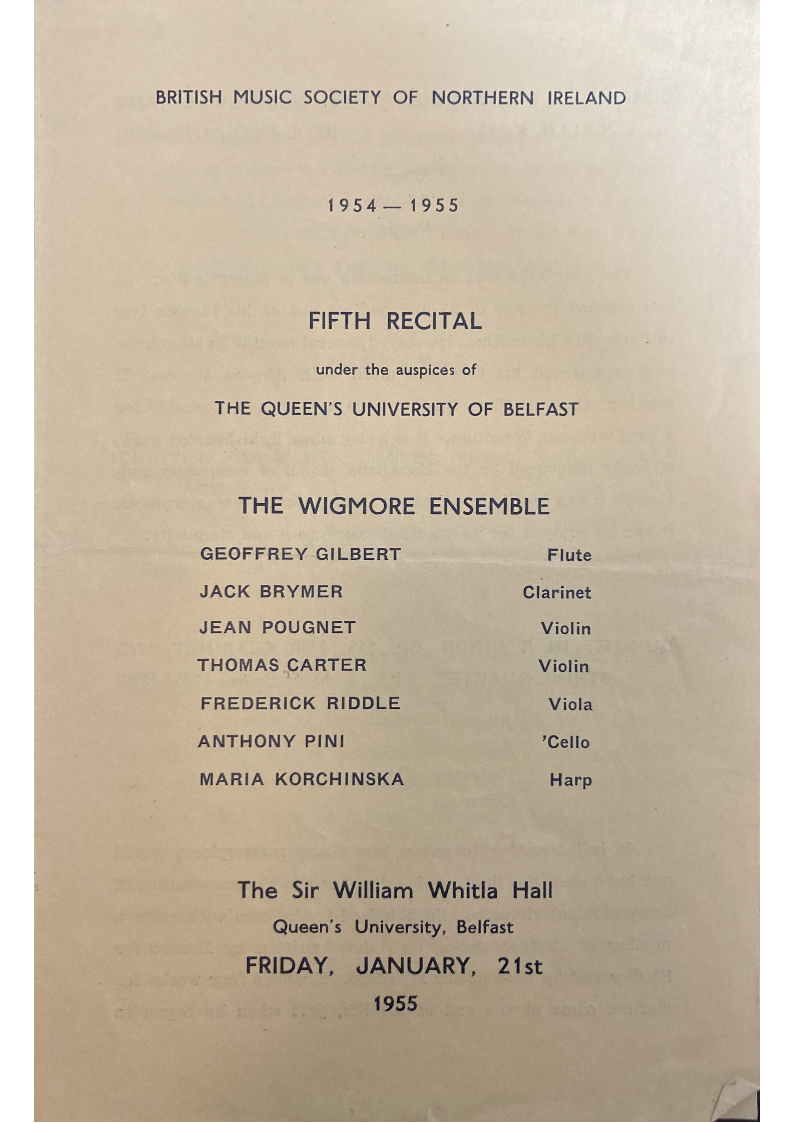 BRITISH MUSIC SOCIETY OF NORTHERN IRELAND
1954 — 1955
FIFTH RECITAL
under the auspices of
THE QUEEN'S UNIVERSITY OF BELFAST
THE WIGMORE ENSEMBLE
GEOFFREY GILBERT Flute
JACK BRYMER Clarinet
JEAN POUGNET Violin
THOMAS CARTER Violin
FREDERICK RIDDLE Viola
ANTHONY PINI 'Cello
MARIA KORCHINSKA Harp
The Sir William Whitla Hall
Queen's University, Belfast
FRIDAY, JANUARY, 21st
1955